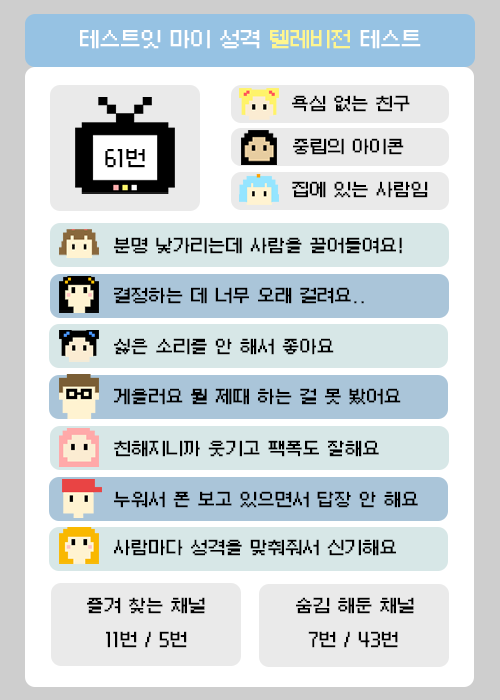 테스트잇 마이 성격 텔레비전 테스트
61번
욕심 없는 친구
중립의 아이콘
집에 있는 사람임
분명 낯가리는데 사람을 끌어들여요!
결정하는 데 너무 오래 걸려요..
싫은 소리를 안 해서 좋아요
게을러요 뭘 제때 하는 걸 못 봤어요
친해지니까 웃기고 팩폭도 잘해요
누워서 폰 보고 있으면서 답장 안 해요
사람마다 성격을 맞춰줘서 신기해요
즐겨 찾는 채널
11번 / 5번
숨김 해둔 채널
7번 / 43번